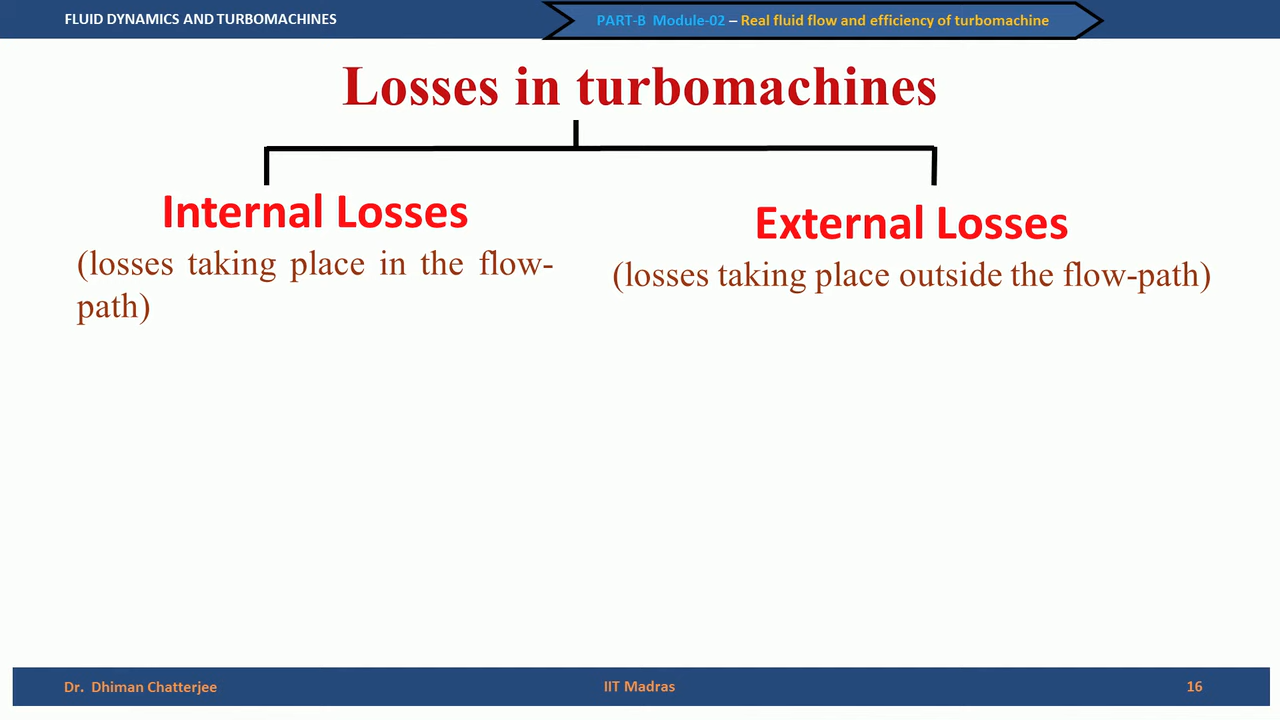 FLUID DYNAMICS AND TURBOMACHINES
PART-B Module-02 – Real fluid flow and efficiency of turbomachine
Losses in turbomachines
Internal Losses
(losses taking place in the flow-
path)
External Losses
(losses taking place outside the flow-path)
Dr. Dhiman Chatterjee
IIT Madras
16